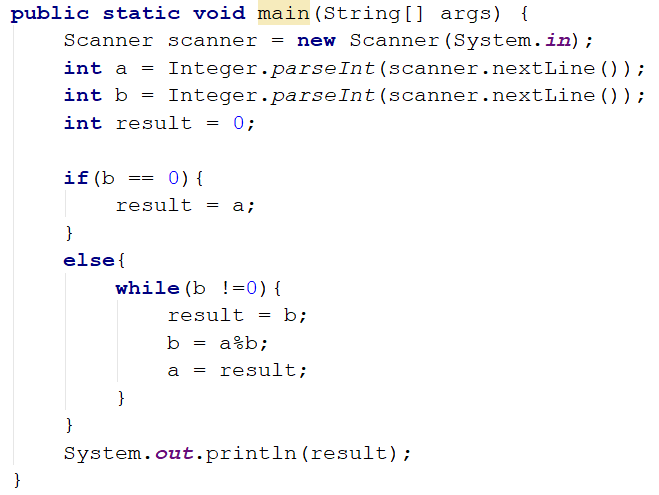 public static void main(String[] args) {
    Scanner scanner = new Scanner(System.in);
    int a = Integer.parseInt(scanner.nextLine());
    int b = Integer.parseInt(scanner.nextLine());
    int result = 0;

    if(b == 0){
        result = a;
    }
    else{
        while(b !=0){
            result = b;
            b = a%b;
            a = result;
        }
    }
    System.out.println(result);
}